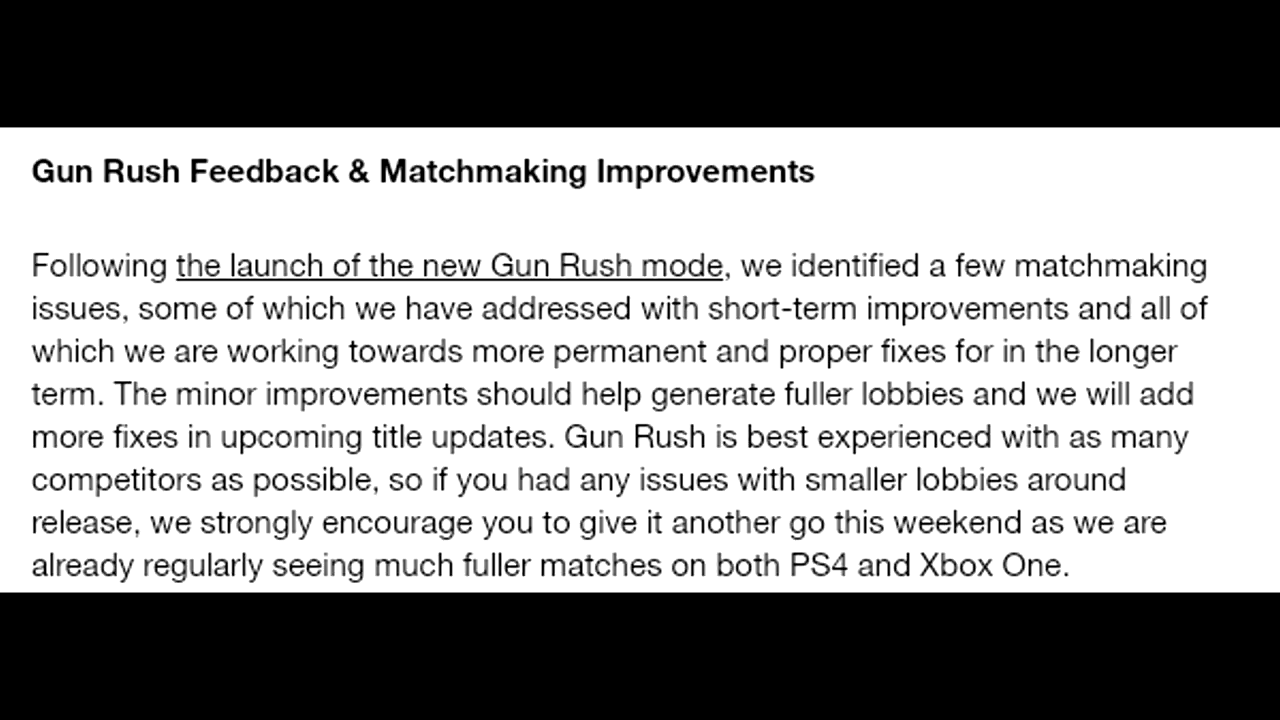 Gun Rush Feedback & Matchmaking Improvements
Following the launch of the new Gun Rush mode, we identified a few matchmaking
issues, some of which we have addressed with short-term improvements and all of
which we are working towards more permanent and proper fixes for in the longer
term. The minor improvements should help generate fuller lobbies and we will add
more fixes in upcoming title updates. Gun Rush is best experienced with as many
competitors as possible, so if you had any issues with smaller lobbies around
release, we strongly encourage you to give it another go this weekend as we are
already regularly seeing much fuller matches on both PS4 and Xbox One.